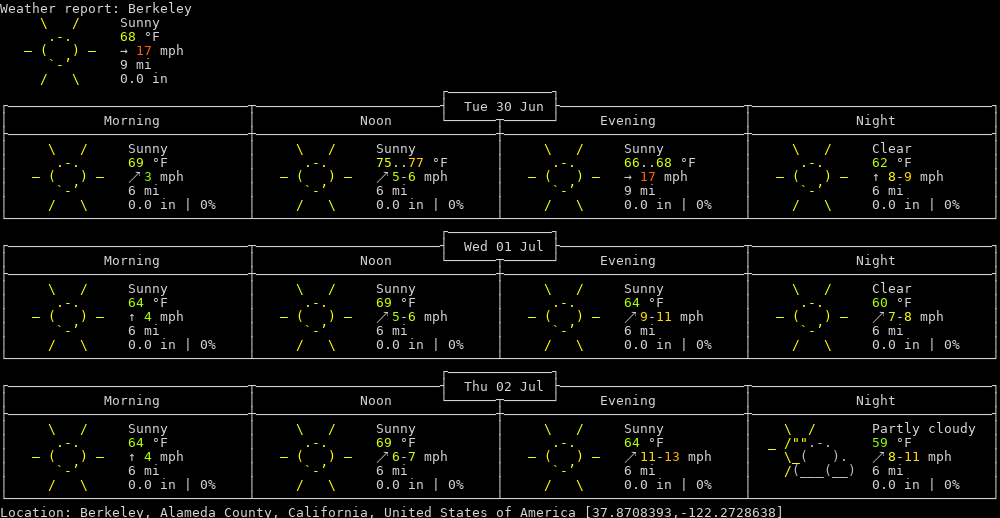 Weather report: Berkeley
Sunny
68 °F
→ 17 mph
9 mi
0.0 in
Tue 30 Jun
Morning Noon Evening Night
Sunny Sunny Sunny Clear
69 °F 75..77 °F 66..68 °F 62 °F
↗ 3 mph ↗ 5-6 mph → 17 mph ↑ 8-9 mph
6 mi 6 mi 9 mi 6 mi
0.0 in | 0% 0.0 in | 0% 0.0 in | 0% 0.0 in | 0%
Wed 01 Jul
Morning Noon Evening Night
Sunny Sunny Sunny Clear
64 °F 69 °F 64 °F 60 °F
↑ 4 mph ↗ 5-6 mph ↗ 9-11 mph ↗ 7-8 mph
6 mi 6 mi 6 mi 6 mi
0.0 in | 0% 0.0 in | 0% 0.0 in | 0% 0.0 in | 0%
Thu 02 Jul
Morning Noon Evening Night
Sunny Sunny Sunny Partly cloudy
64 °F 69 °F 64 °F 59 °F
↑ 4 mph ↗ 6-7 mph ↗ 11-13 mph ↗ 8-11 mph
6 mi 6 mi 6 mi 6 mi
0.0 in | 0% 0.0 in | 0% 0.0 in | 0% 0.0 in | 0%
Location: Berkeley, Alameda County, California, United States of America [37.8708393,-122.2728638]